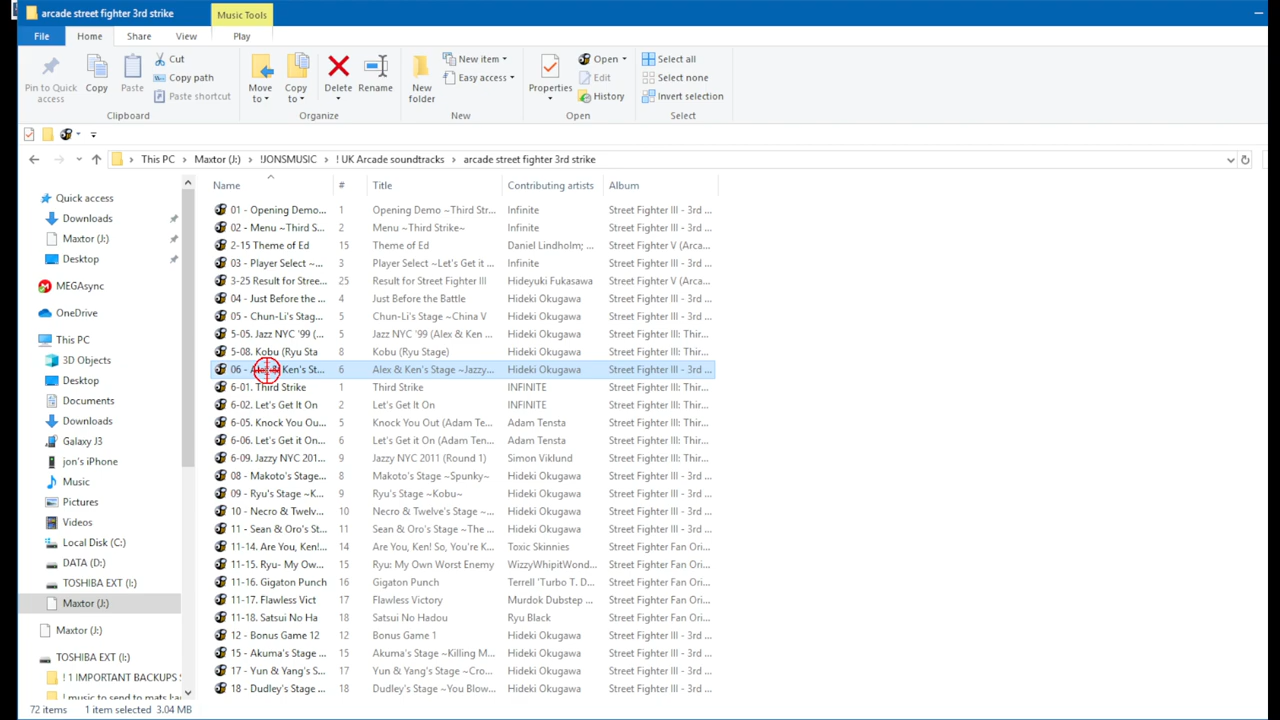 arcade street fighter 3rd strike
Music Tools
File Home Share View Play
Pin to Quick access
Copy
Paste
Cut
Copy path
Paste shortcut
Move to
Copy to
Delete
Rename
New folder
New item
Easy access
Properties
Open
Edit
History
Select all
Select none
Invert selection
Clipboard Organize New Open Select
This PC > Maxtor (J:) > !JONSMUSIC > ! UK Arcade soundtracks > arcade street fighter 3rd strike
Name # Title Contributing artists Album
01 - Opening Demo... 1 Opening Demo ~Third Str... Infinite Street Fighter III - 3rd ...
02 - Menu ~Third S... 2 Menu ~Third Strike~ Infinite Street Fighter III - 3rd ...
2-15 Theme of Ed 15 Theme of Ed Daniel Lindholm; ... Street Fighter V (Arca...
03 - Player Select ~... 3 Player Select ~Let's Get it ... Infinite Street Fighter III - 3rd ...
3-25 Result for Stree... 25 Result for Street Fighter III Hideyuki Fukasawa Street Fighter V (Arca...
04 - Just Before the ... 4 Just Before the Battle Hideki Okugawa Street Fighter III - 3rd ...
05 - Chun-Li's Stag... 5 Chun-Li's Stage ~China V Hideki Okugawa Street Fighter III - 3rd ...
5-05. Jazz NYC '99 (... 5 Jazz NYC '99 (Alex & Ken ... Hideki Okugawa Street Fighter III: Thir...
5-08. Kobu (Ryu Sta 8 Kobu (Ryu Stage) Hideki Okugawa Street Fighter III: Thir...
06 - Alex & Ken's St... 6 Alex & Ken's Stage ~Jazzy... Hideki Okugawa Street Fighter III - 3rd ...
6-01. Third Strike 1 Third Strike INFINITE Street Fighter III: Thir...
6-02. Let's Get It On 2 Let's Get It On INFINITE Street Fighter III: Thir...
6-05. Knock You Ou... 5 Knock You Out (Adam Ten... Adam Tensta Street Fighter III: Thir...
6-06. Let's Get it On... 6 Let's Get it On (Adam Te... Adam Tensta Street Fighter III: Thir...
6-09. Jazzy NYC 201... 9 Jazzy NYC 2011 (Round 1) Simon Viklund Street Fighter III: Thir...
08 - Makoto's Stage... 8 Makoto's Stage ~Spunky~ Hideki Okugawa Street Fighter III - 3rd ...
09 - Ryu's Stage ~K... 9 Ryu's Stage ~Kobu~ Hideki Okugawa Street Fighter III - 3rd ...
10 - Necro & Twelv... 10 Necro & Twelve's Stage ~... Hideki Okugawa Street Fighter III - 3rd ...
11 - Sean & Oro's St... 11 Sean & Oro's Stage ~The ... Hideki Okugawa Street Fighter III - 3rd ...
11-14. Are You, Ken!... 14 Are You, Ken! So, You're K... Toxic Skinnies Street Fighter Fan Ori...
11-15. Ryu- My Ow... 15 Ryu: My Own Worst Enemy WizzyWhipitWond... Street Fighter Fan Ori...
11-16. Gigaton Punch 16 Gigaton Punch Terrell 'Turbo T. D... Street Fighter Fan Ori...
11-17. Flawless Vict 17 Flawless Victory Murdok Dubstep ... Street Fighter Fan Ori...
11-18. Satsui No Ha 18 Satsui No Hadou Ryu Black Street Fighter Fan Ori...
12 - Bonus Game 12 12 Bonus Game 1 Hideki Okugawa Street Fighter III - 3rd ...
15 - Akuma's Stage... 15 Akuma's Stage ~Killing M... Hideki Okugawa Street Fighter III - 3rd ...
17 - Yun & Yang's S... 17 Yun & Yang's Stage ~Cro... Hideki Okugawa Street Fighter III - 3rd ...
18 - Dudley's Stage ... 18 Dudley's Stage ~You Blow... Hideki Okugawa Street Fighter III - 3rd ...
Quick access
Downloads
Maxtor (J:)
Desktop
MEGAsync
OneDrive
This PC
3D Objects
Desktop
Documents
Downloads
Galaxy J3
jon's iPhone
Music
Pictures
Videos
Local Disk (C:)
DATA (D:)
TOSHIBA EXT (I:)
Maxtor (J:)
Maxtor (J:)
TOSHIBA EXT (I:)
! 1 IMPORTANT BACKUPS S
! music to send to mats
72 items 1 item selected 3.04 MB